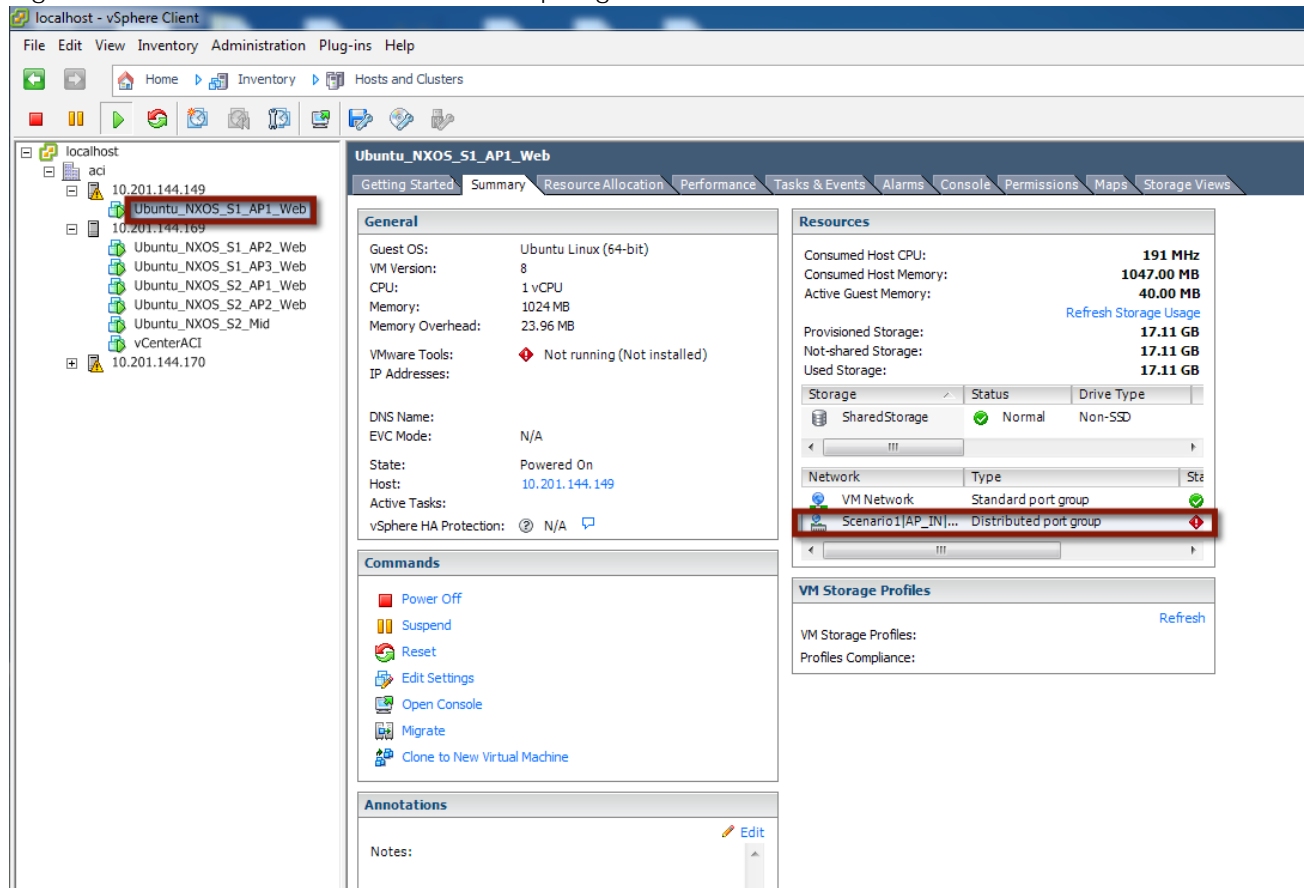 localhost - vSphere Client
File Edit View Inventory Administration Plug-ins Help
Home Inventory Hosts and Clusters
localhost
aci
10.201.144.149
Ubuntu_NXOS_S1_AP1_Web
10.201.144.169
Ubuntu_NXOS_S1_AP2_Web
Ubuntu_NXOS_S1_AP3_Web
Ubuntu_NXOS_S2_AP1_Web
Ubuntu_NXOS_S2_AP2_Web
Ubuntu_NXOS_S2_Mid
vCenterACI
10.201.144.170
Ubuntu_NXOS_S1_AP1_Web
Getting Started Summary Resource Allocation Performance Tasks & Events Alarms Console Permissions Maps Storage Views
General
Guest OS: Ubuntu Linux (64-bit)
VM Version: 8
CPU: 1 vCPU
Memory: 1024 MB
Memory Overhead: 23.96 MB
VMware Tools: Not running (Not installed)
IP Addresses:
DNS Name:
EVC Mode: N/A
State: Powered On
Host: 10.201.144.149
Active Tasks:
vSphere HA Protection: N/A
Commands
Power Off
Suspend
Reset
Edit Settings
Open Console
Migrate
Clone to New Virtual Machine
Annotations
Edit
Notes:
Resources
Consumed Host CPU: 191 MHz
Consumed Host Memory: 1047.00 MB
Active Guest Memory: 40.00 MB
Refresh Storage Usage
Provisioned Storage: 17.11 GB
Not-shared Storage: 17.11 GB
Used Storage: 17.11 GB
Storage Status Drive Type
SharedStorage Normal Non-SSD
Network Type Sta
VM Network Standard port group
Scenario1|AP_IN|... Distributed port group
VM Storage Profiles
Refresh
VM Storage Profiles:
Profiles Compliance: